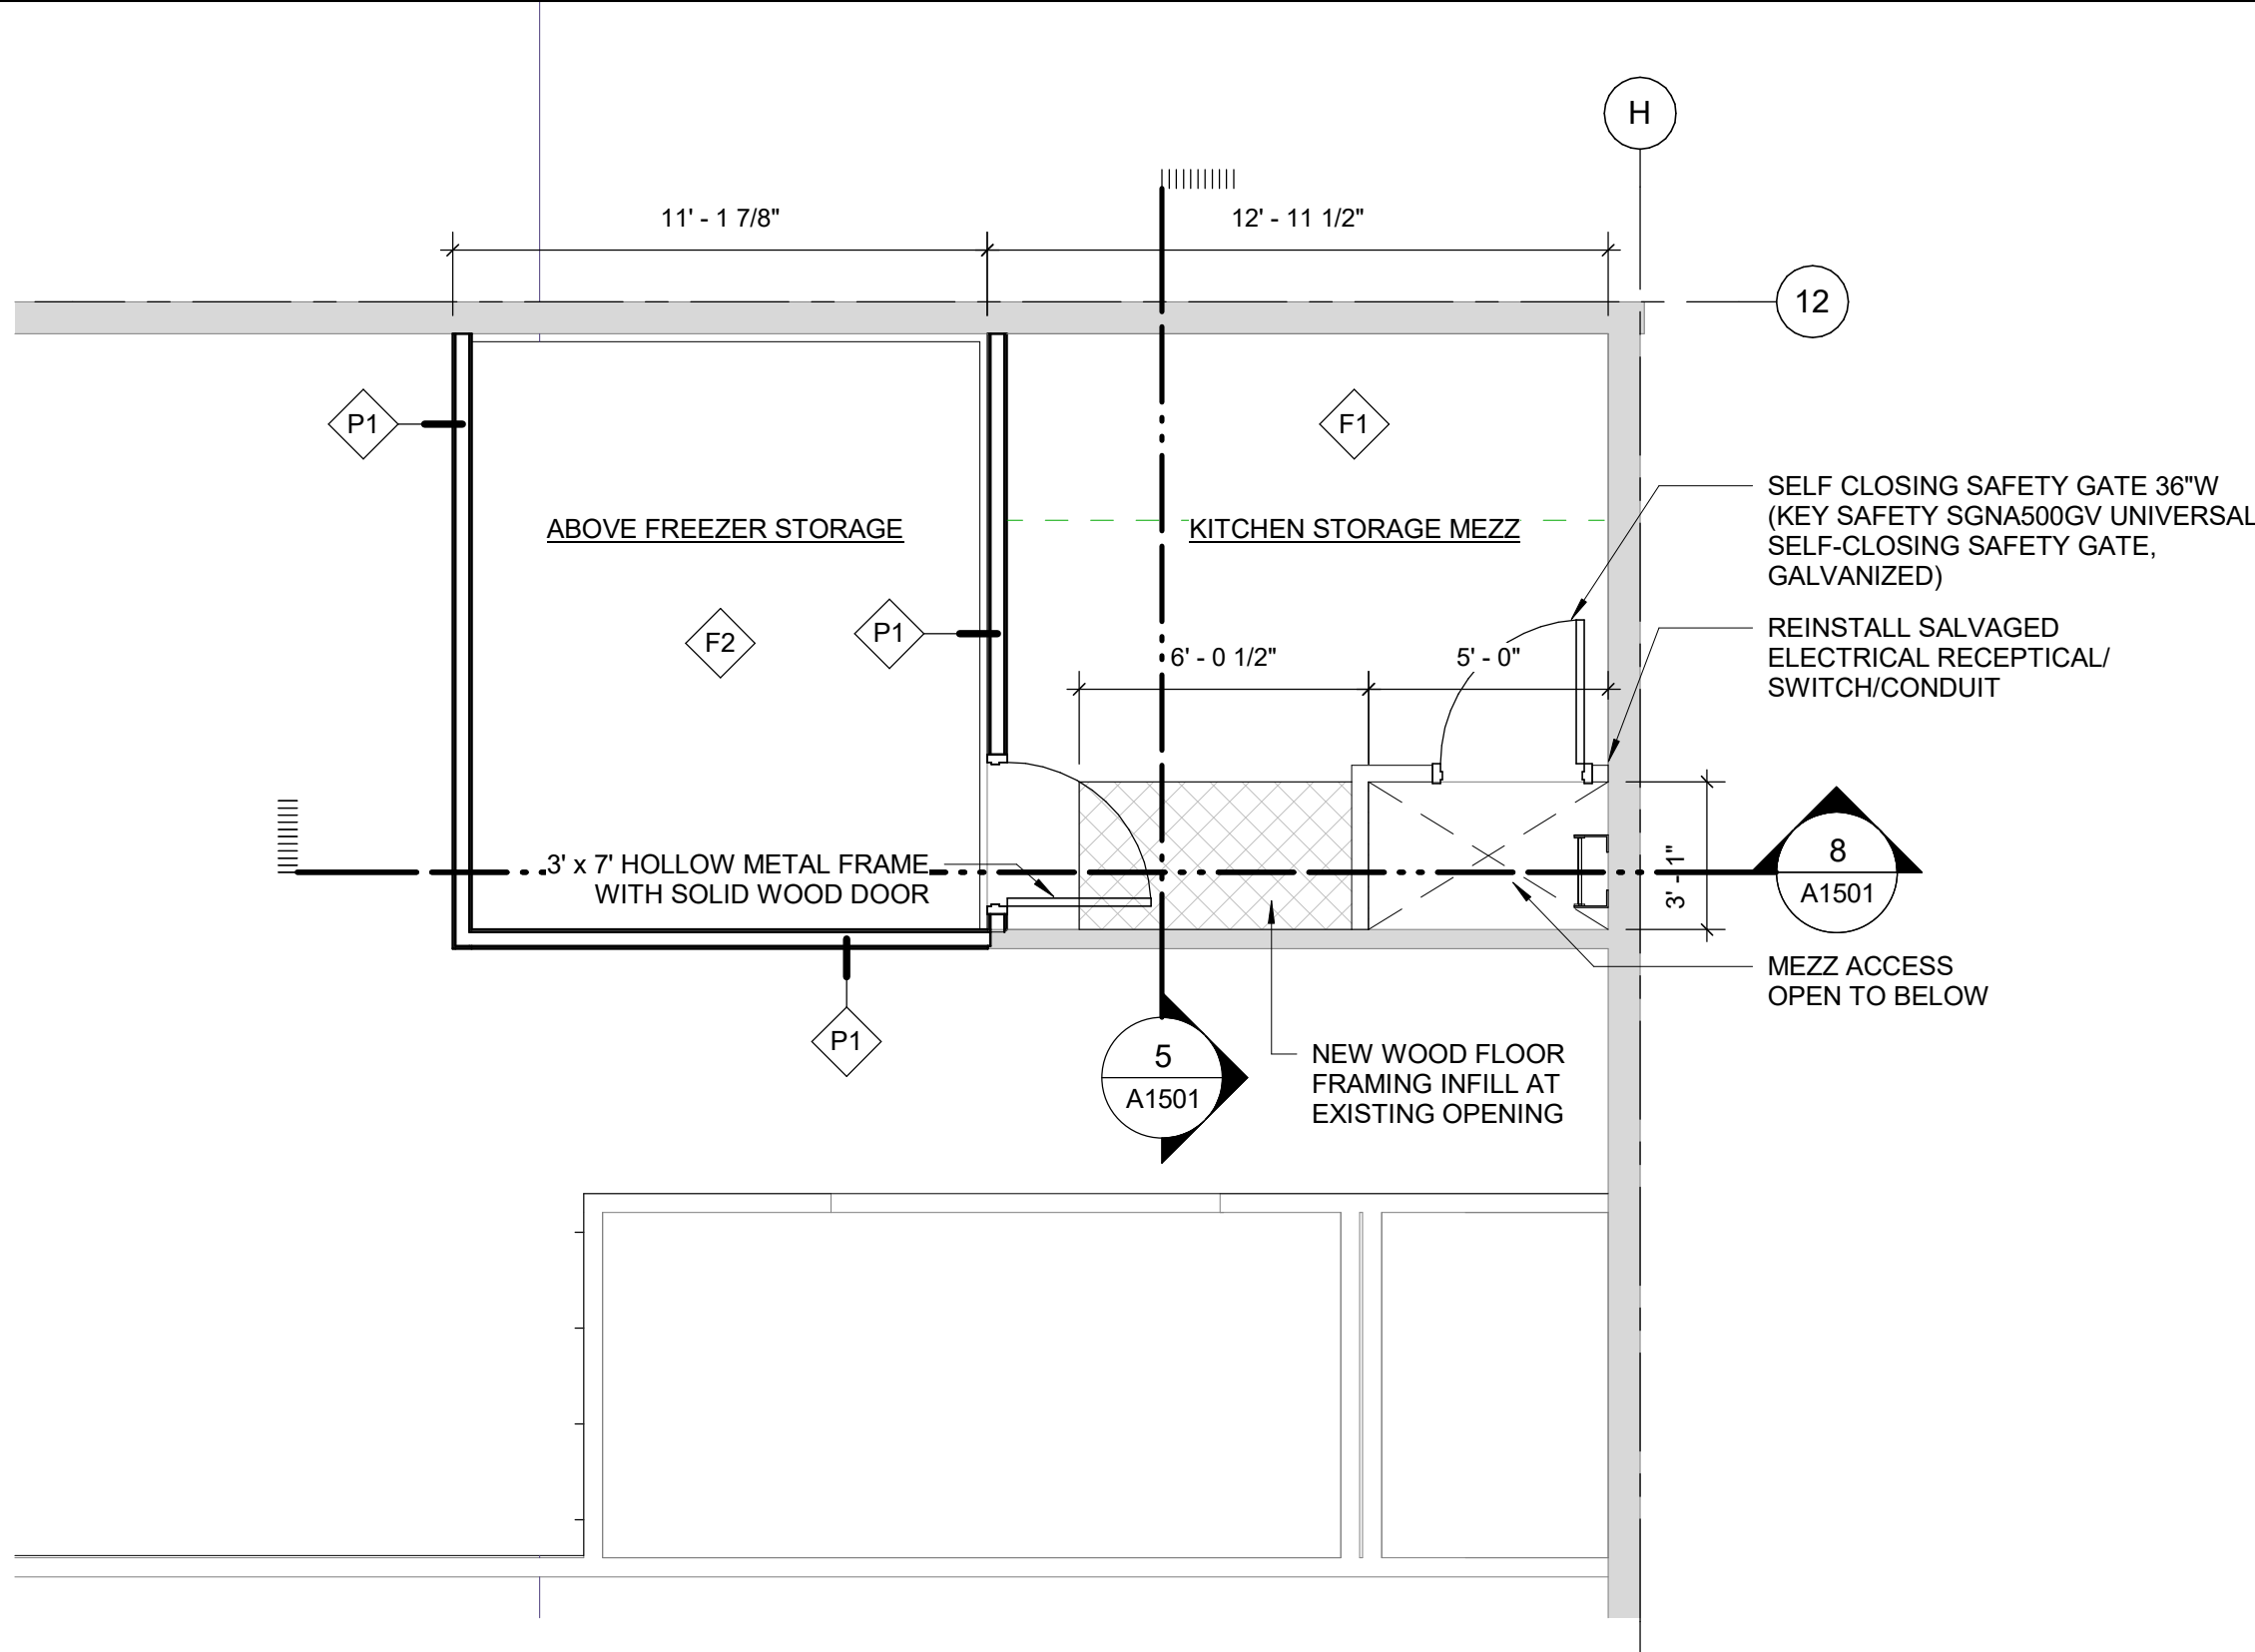 H
11' - 1 7/8"
12' - 11 1/2"
12
P1
F1
SELF CLOSING SAFETY GATE 36"W
(KEY SAFETY SGNA500GV UNIVERSAL
SELF-CLOSING SAFETY GATE,
GALVANIZED)
ABOVE FREEZER STORAGE
KITCHEN STORAGE MEZZ
F2
P1
6' - 0 1/2"
5' - 0"
REINSTALL SALVAGED
ELECTRICAL RECEPTICAL/
SWITCH/CONDUIT
3' x 7' HOLLOW METAL FRAME
WITH SOLID WOOD DOOR
3' - 1"
8
A1501
MEZZ ACCESS
OPEN TO BELOW
P1
5
A1501
NEW WOOD FLOOR
FRAMING INFILL AT
EXISTING OPENING